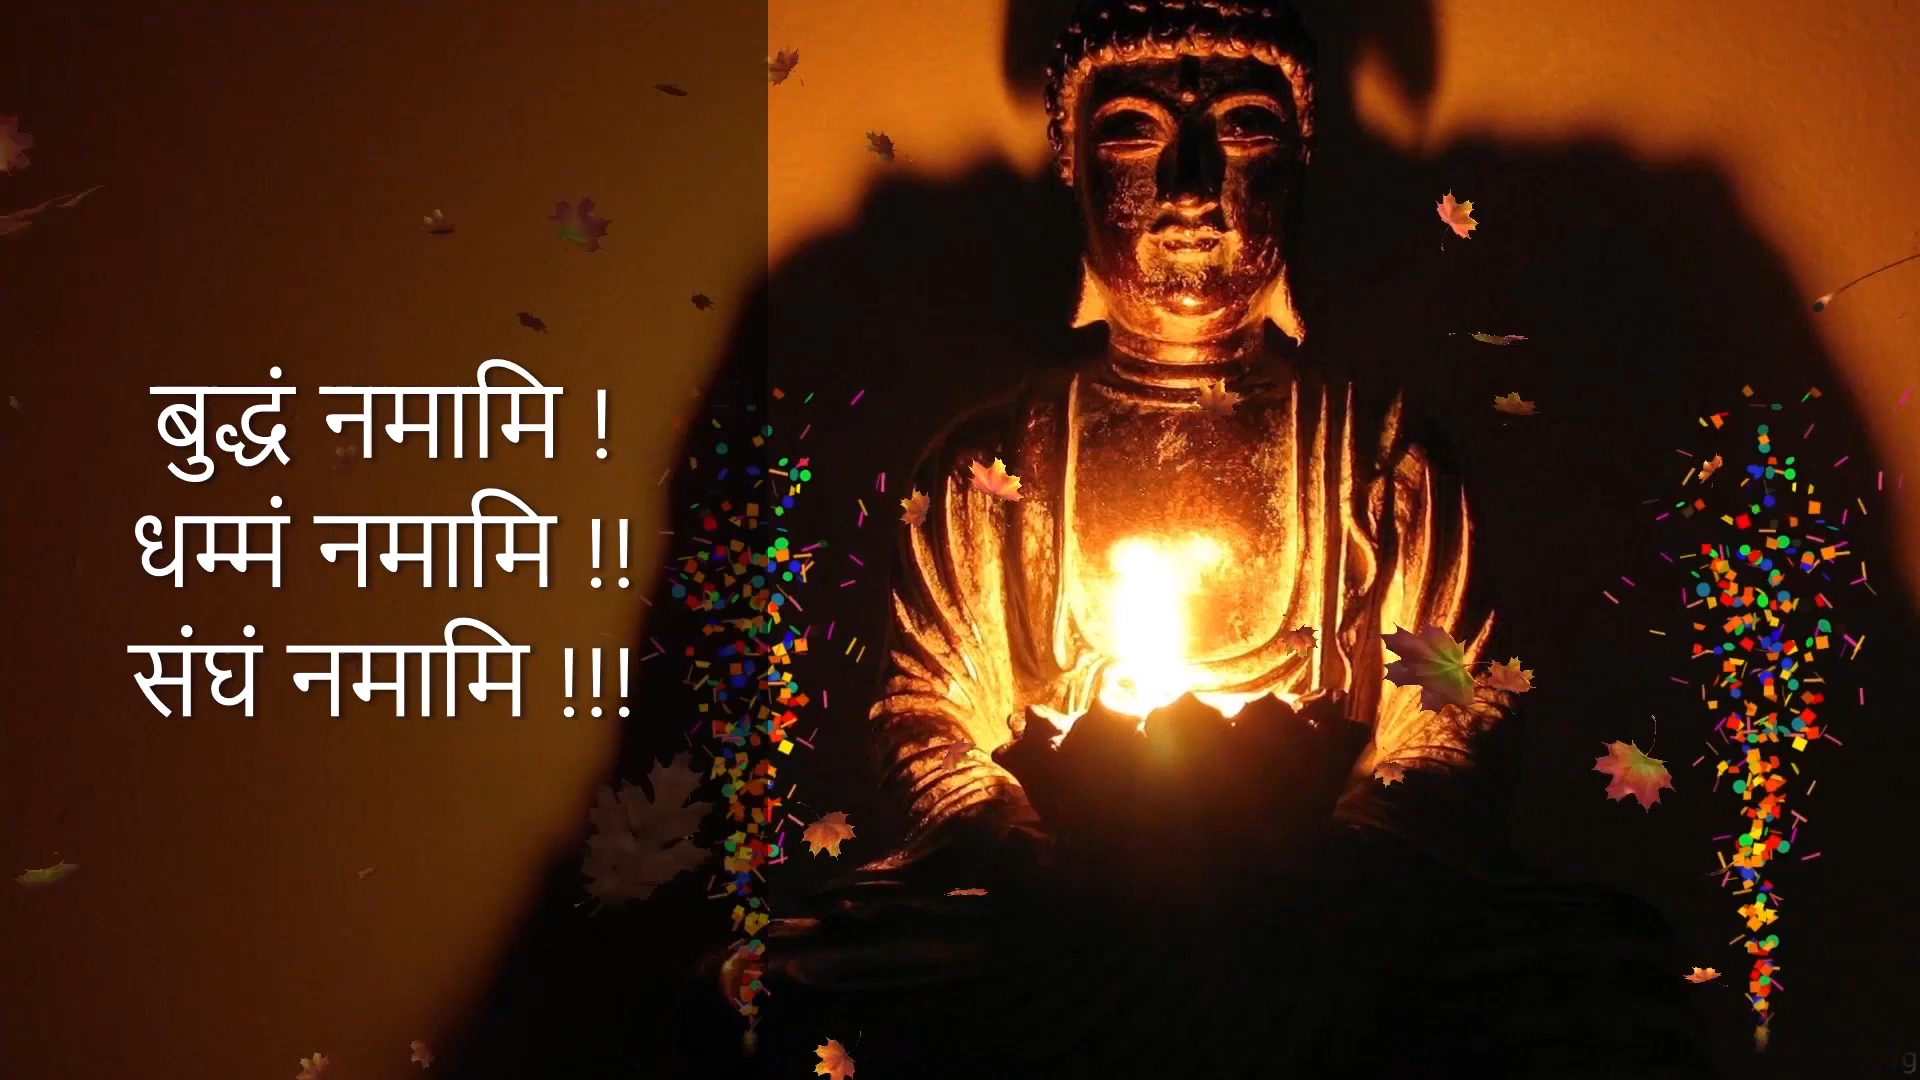 बुद्धं नमामि !
धम्मं नमामि !!
संघं नमामि !!!
g